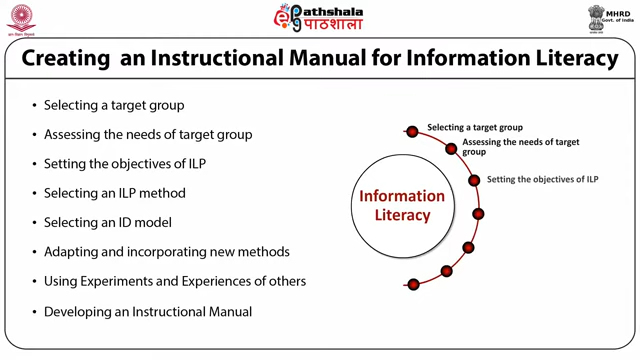 Pathshala
पाठशाला
MHRD
Govt. of India
Creating an Instructional Manual for Information Literacy
• Selecting a target group
• Assessing the needs of target group
• Setting the objectives of ILP
• Selecting an ILP method
• Selecting an ID model
• Adapting and incorporating new methods
• Using Experiments and Experiences of others
• Developing an Instructional Manual
Selecting a target group
Assessing the needs of target
group
Setting the objectives of ILP
Information
Literacy